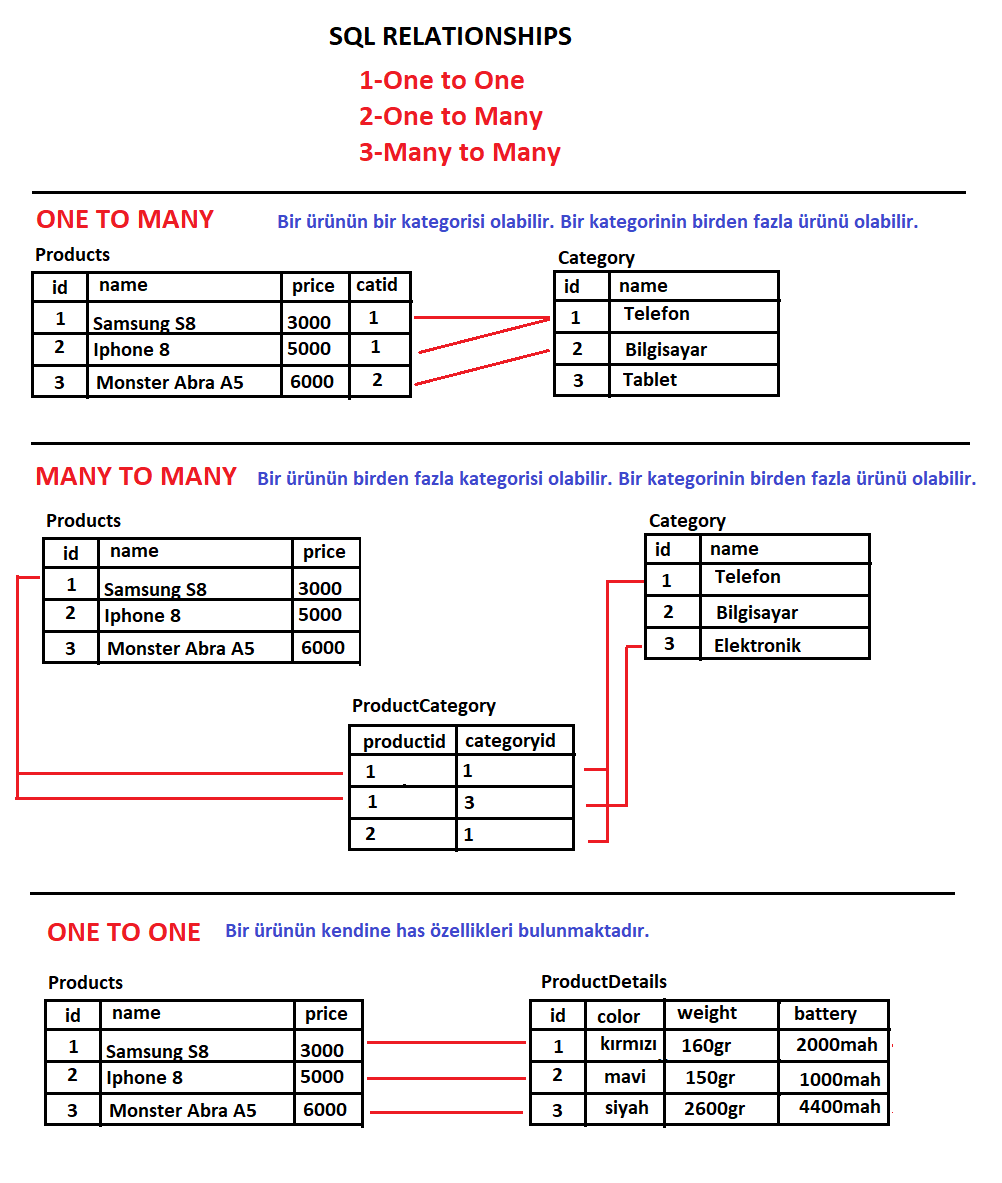 SQL RELATIONSHIPS
1-One to One
2-One to Many
3-Many to Many
ONE TO MANY Bir ürünün bir kategorisi olabilir. Bir kategorinin birden fazla ürünü olabilir.
Products
id name price catid
1 Samsung S8 3000 1
2 Iphone 8 5000 1
3 Monster Abra A5 6000 2
Category
id name
1 Telefon
2 Bilgisayar
3 Tablet
MANY TO MANY Bir ürünün birden fazla kategorisi olabilir. Bir kategorinin birden fazla ürünü olabilir.
Products
id name price
1 Samsung S8 3000
2 Iphone 8 5000
3 Monster Abra A5 6000
Category
id name
1 Telefon
2 Bilgisayar
3 Elektronik
ProductCategory
productid categoryid
1 1
1 3
2 1
ONE TO ONE Bir ürünün kendine has özellikleri bulunmaktadır.
Products
id name price
1 Samsung S8 3000
2 Iphone 8 5000
3 Monster Abra A5 6000
ProductDetails
id color weight battery
1 kırmızı 160gr 2000mah
2 mavi 150gr 1000mah
3 siyah 2600gr 4400mah